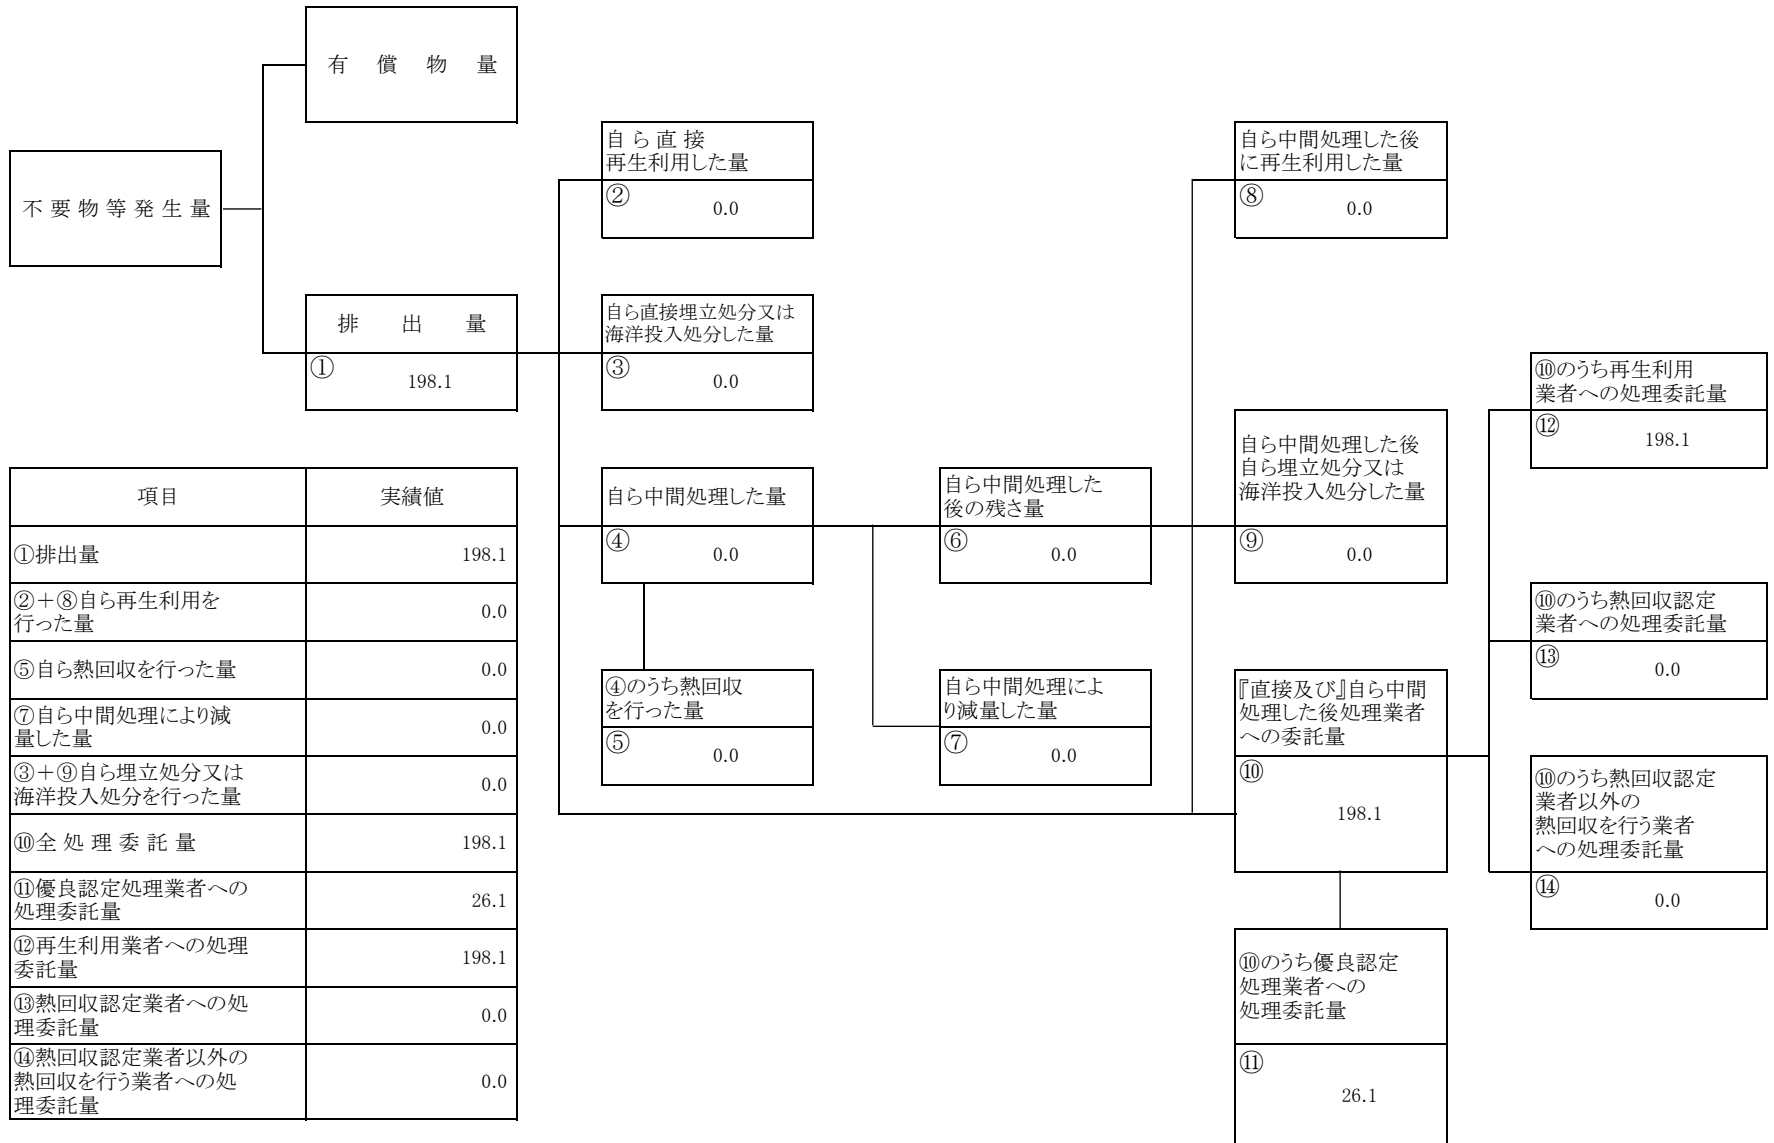 有償物量
不要物等発生量
排出量
①
198.1
自ら直接
再生利用した量
②
0.0
自ら直接埋立処分又は
海洋投入処分した量
③
0.0
自ら中間処理した量
④
0.0
④のうち熱回収
を行った量
⑤
0.0
自ら中間処理した
後の残さ量
⑥
0.0
自ら中間処理によ
り減量した量
⑦
0.0
自ら中間処理した後
に再生利用した量
⑧
0.0
自ら中間処理した後
自ら埋立処分又は
海洋投入処分した量
⑨
0.0
『直接及び』自ら中間
処理した後処理業者
への委託量
⑩
198.1
⑩のうち優良認定
処理業者への
処理委託量
⑪
26.1
⑩のうち再生利用
業者への処理委託量
⑫
198.1
⑩のうち熱回収認定
業者への処理委託量
⑬
0.0
⑩のうち熱回収認定
業者以外の
熱回収を行う業者
への処理委託量
⑭
0.0
項目 実績値
①排出量 198.1
②+⑧自ら再生利用を
行った量 0.0
⑤自ら熱回収を行った量 0.0
⑦自ら中間処理により減
量した量 0.0
③+⑨自ら埋立処分又は
海洋投入処分を行った量 0.0
⑩全処理委託量 198.1
⑪優良認定処理業者への
処理委託量 26.1
⑫再生利用業者への処理
委託量 198.1
⑬熱回収認定業者への処
理委託量 0.0
⑭熱回収認定業者以外の
熱回収を行う業者への処
理委託量 0.0